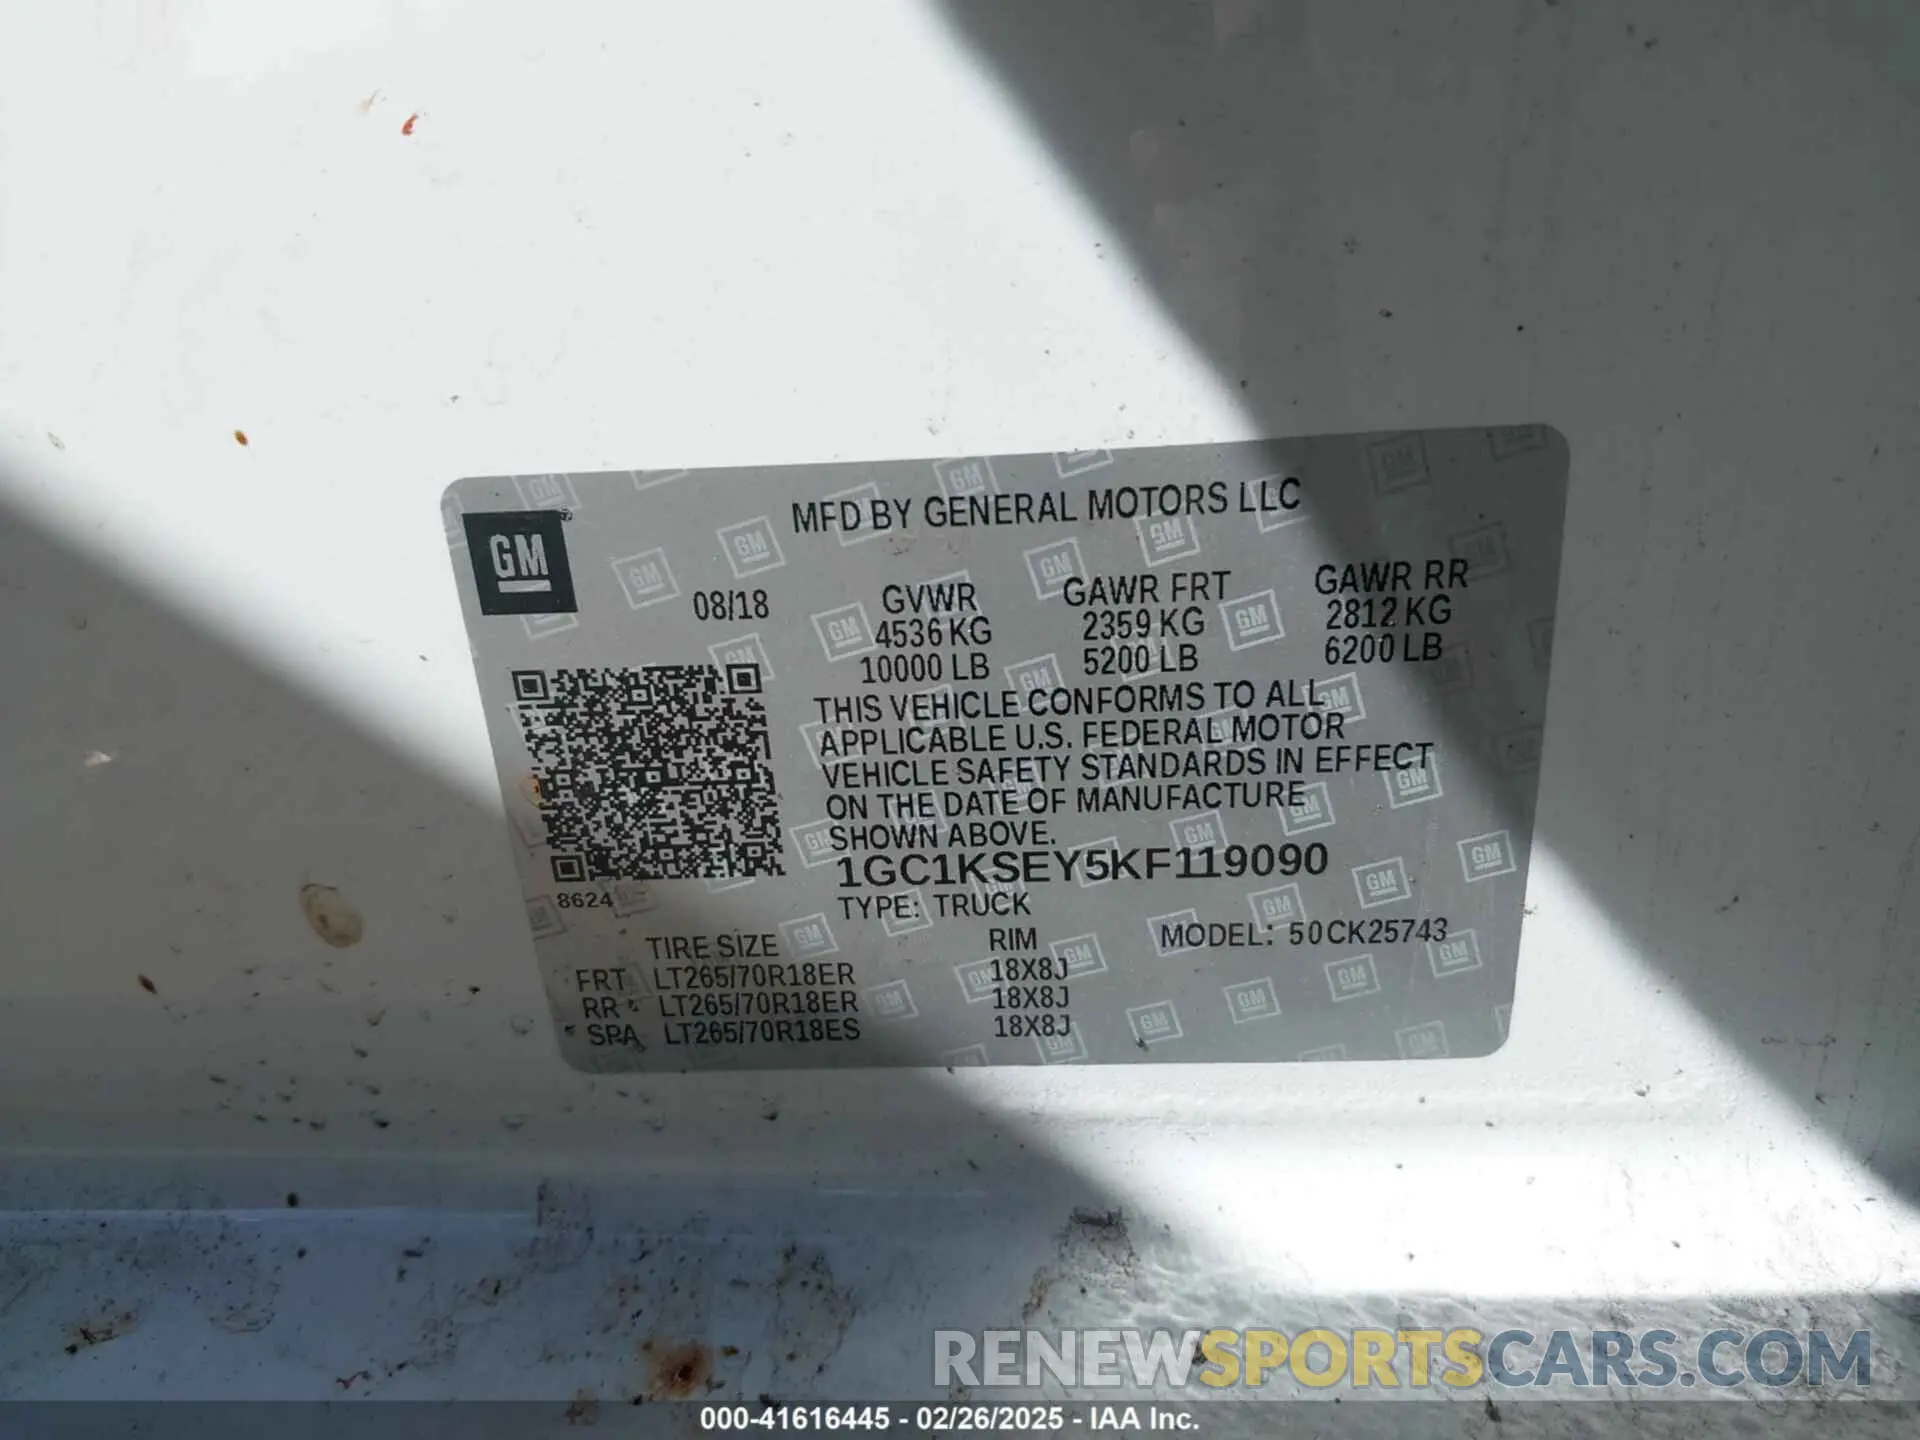 MFD BY GENERAL MOTORS LLC
GM
08/18 GVWR GAWR FRT GAWR RR
4536 KG 2359 KG 2812 KG
10000 LB 5200 LB 6200 LB
THIS VEHICLE CONFORMS TO ALL
APPLICABLE U.S. FEDERAL MOTOR
VEHICLE SAFETY STANDARDS IN EFFECT
ON THE DATE OF MANUFACTURE
SHOWN ABOVE.
1GC1KSEY5KF119090
8624
TYPE: TRUCK
TIRE SIZE RIM MODEL: 50CK25743
FRT LT265/70R18ER 18X8J
RR LT265/70R18ER 18X8J
SPA LT265/70R18ES 18X8J
RENEWSPORTSCARS.COM
000-41616445 - 02/26/2025 - IAA Inc.